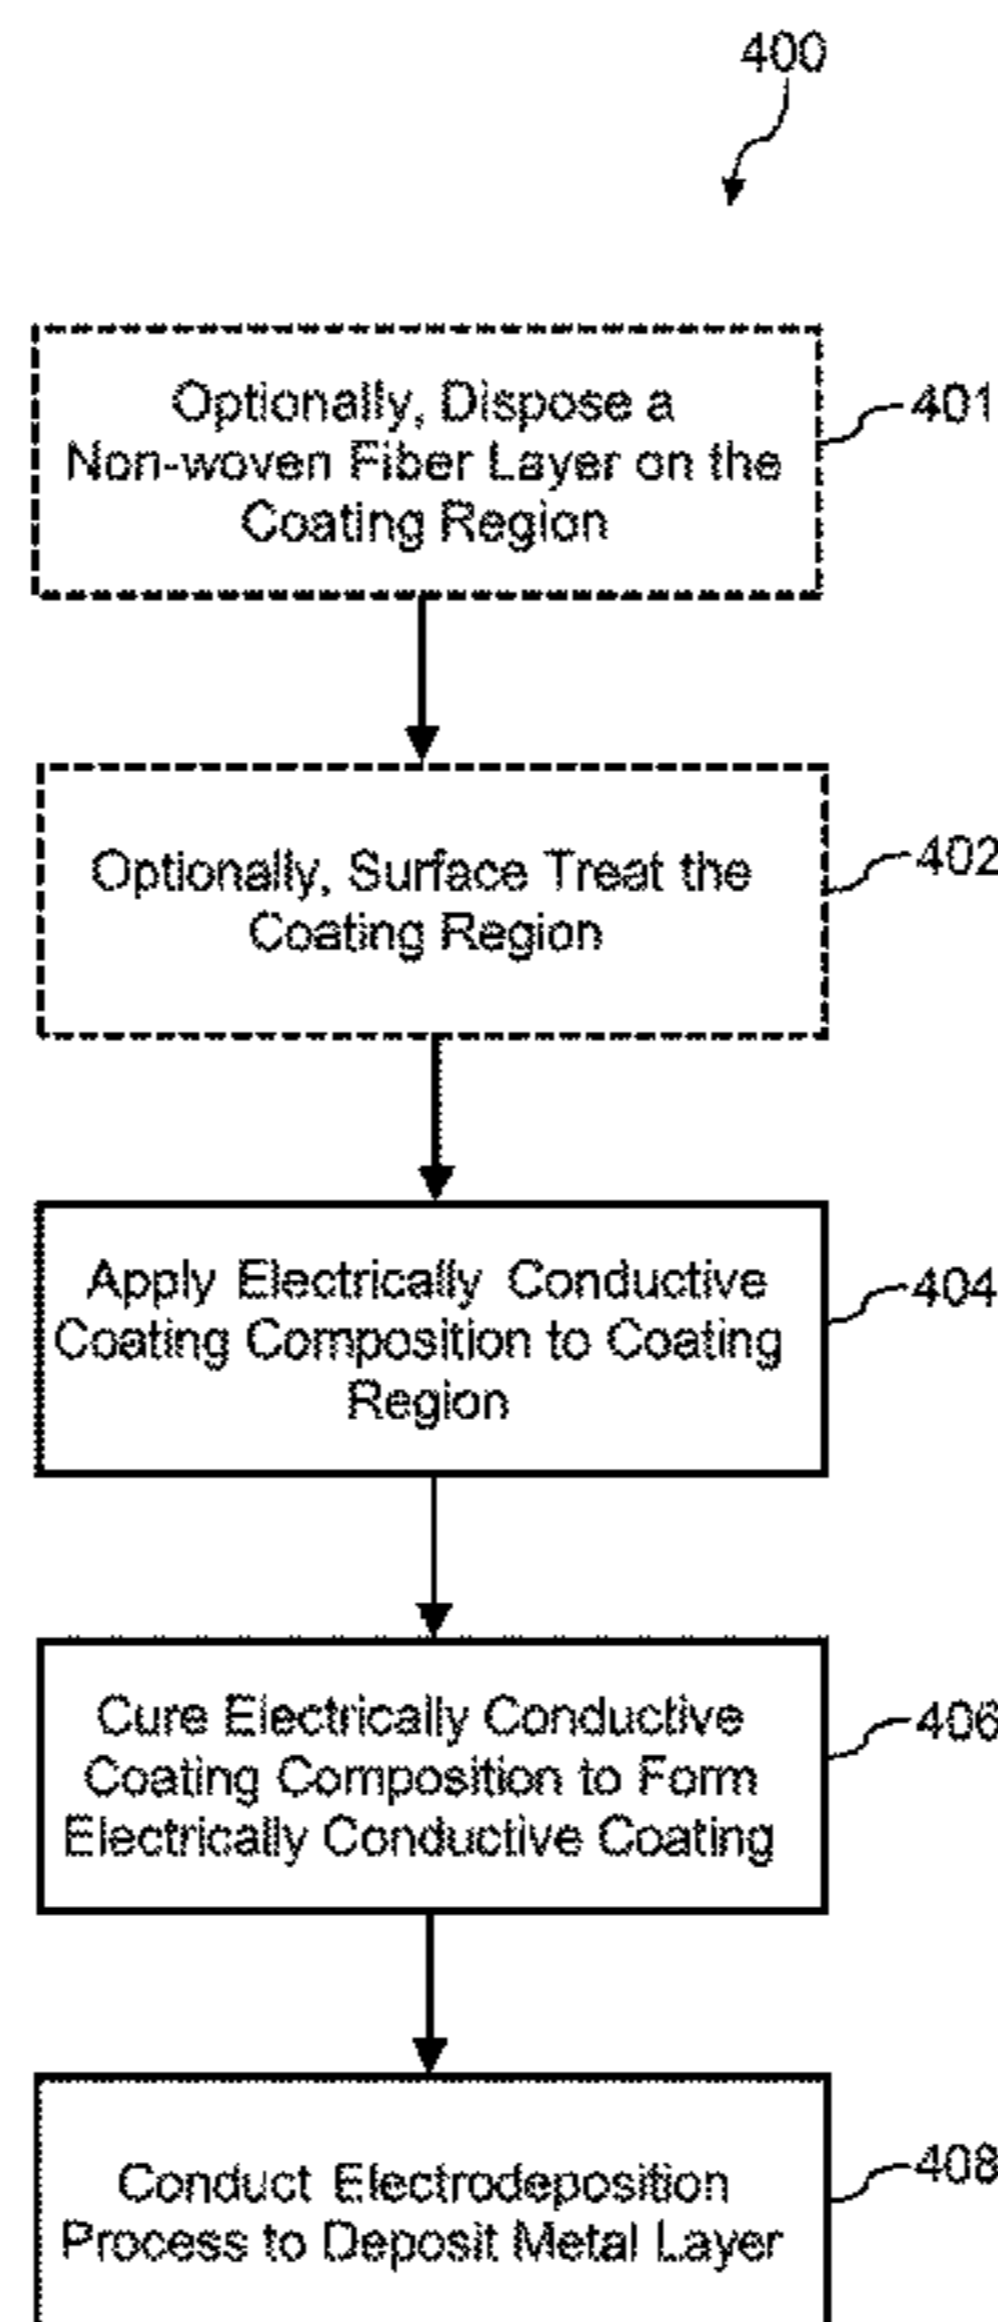 400
Optionally, Dispose a
Non-woven Fiber Layer on the
Coating Region
401
Optionally, Surface Treat the
Coating Region
402
Apply Electrically Conductive
Coating Composition to Coating
Region
404
Cure Electrically Conductive
Coating Composition to Form
Electrically Conductive Coating
406
Conduct Electrodeposition
Process to Deposit Metal Layer
408